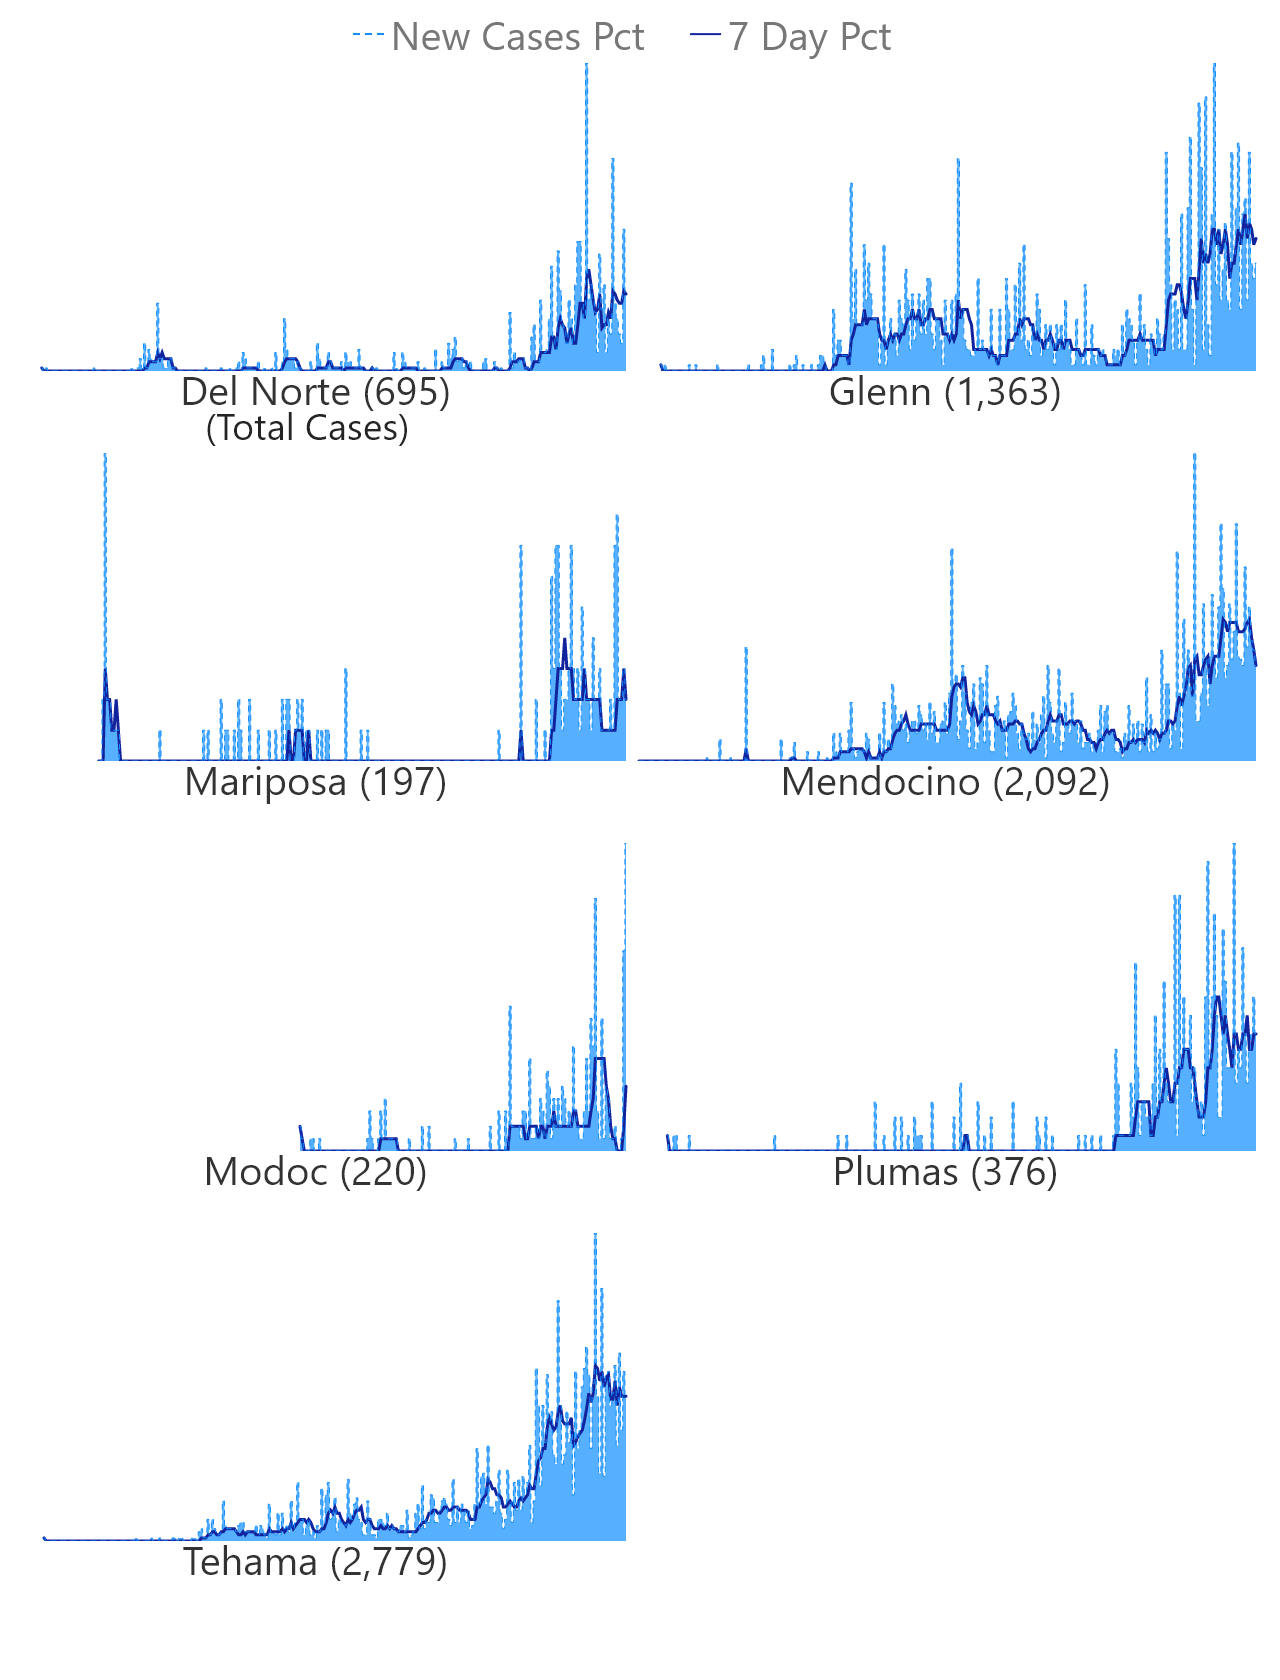 New Cases Pct 7 Day Pct
Del Norte (695) Glenn (1,363)
(Total Cases)
Mariposa (197) Mendocino (2,092)
Modoc (220) Plumas (376)
Tehama (2,779)